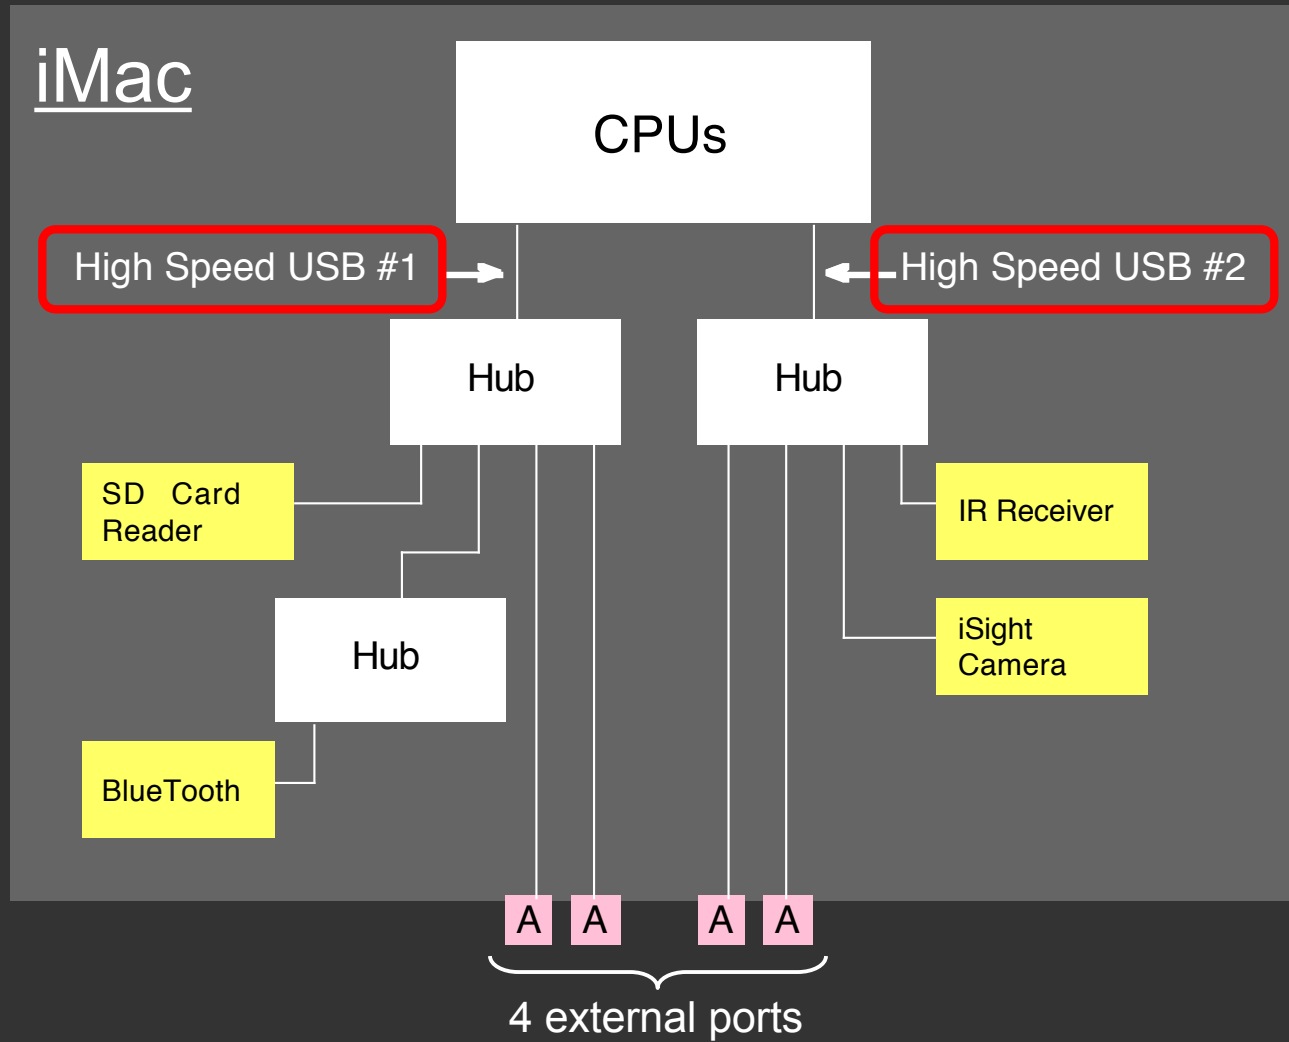 iMac
CPUs
High Speed USB #1
High Speed USB #2
Hub
Hub
SD Card
Reader
IR Receiver
Hub
iSight
Camera
BlueTooth
A A A A
4 external ports